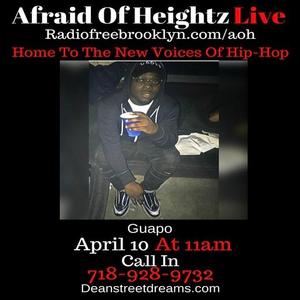 Afraid Of Heightz Live
Radiofreebrooklyn.com/aoh
Home To The New Voices Of Hip-Hop
Guapo
April 10 At 11am
Call In
718-928-9732
Deanstreetdreams.com